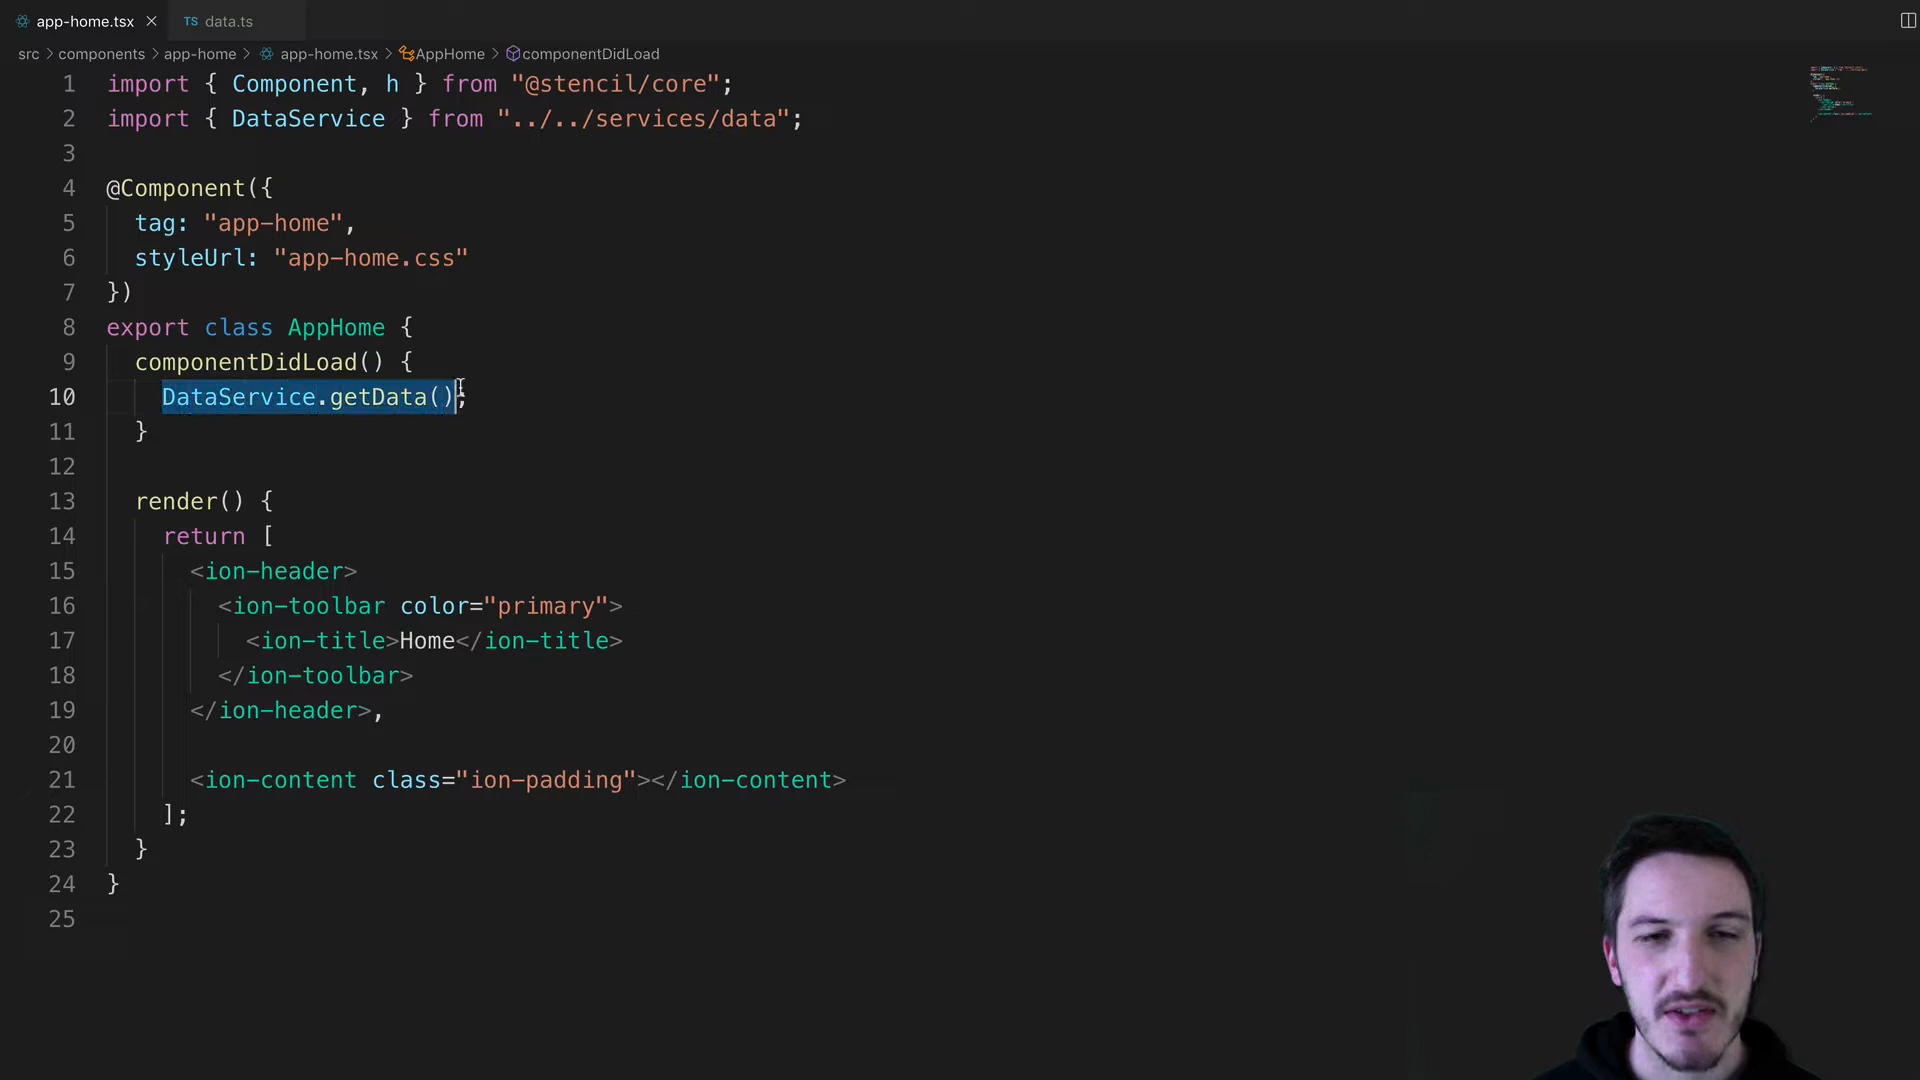 app-home.tsx
TS data.ts
src > components > app-home > app-home.tsx > AppHome > componentDidLoad
1 import { Component, h } from "@stencil/core";
2 import { DataService } from "../../services/data";
3
4 @Component({
5 tag: "app-home",
6 styleUrl: "app-home.css"
7 })
8 export class AppHome {
9 componentDidLoad() {
10 DataService.getData();
11 }
12
13 render() {
14 return [
15 <ion-header>
16 <ion-toolbar color="primary">
17 <ion-title>Home</ion-title>
18 </ion-toolbar>
19 </ion-header>,
20
21 <ion-content class="ion-padding"></ion-content>
22 ];
23 }
24 }
25